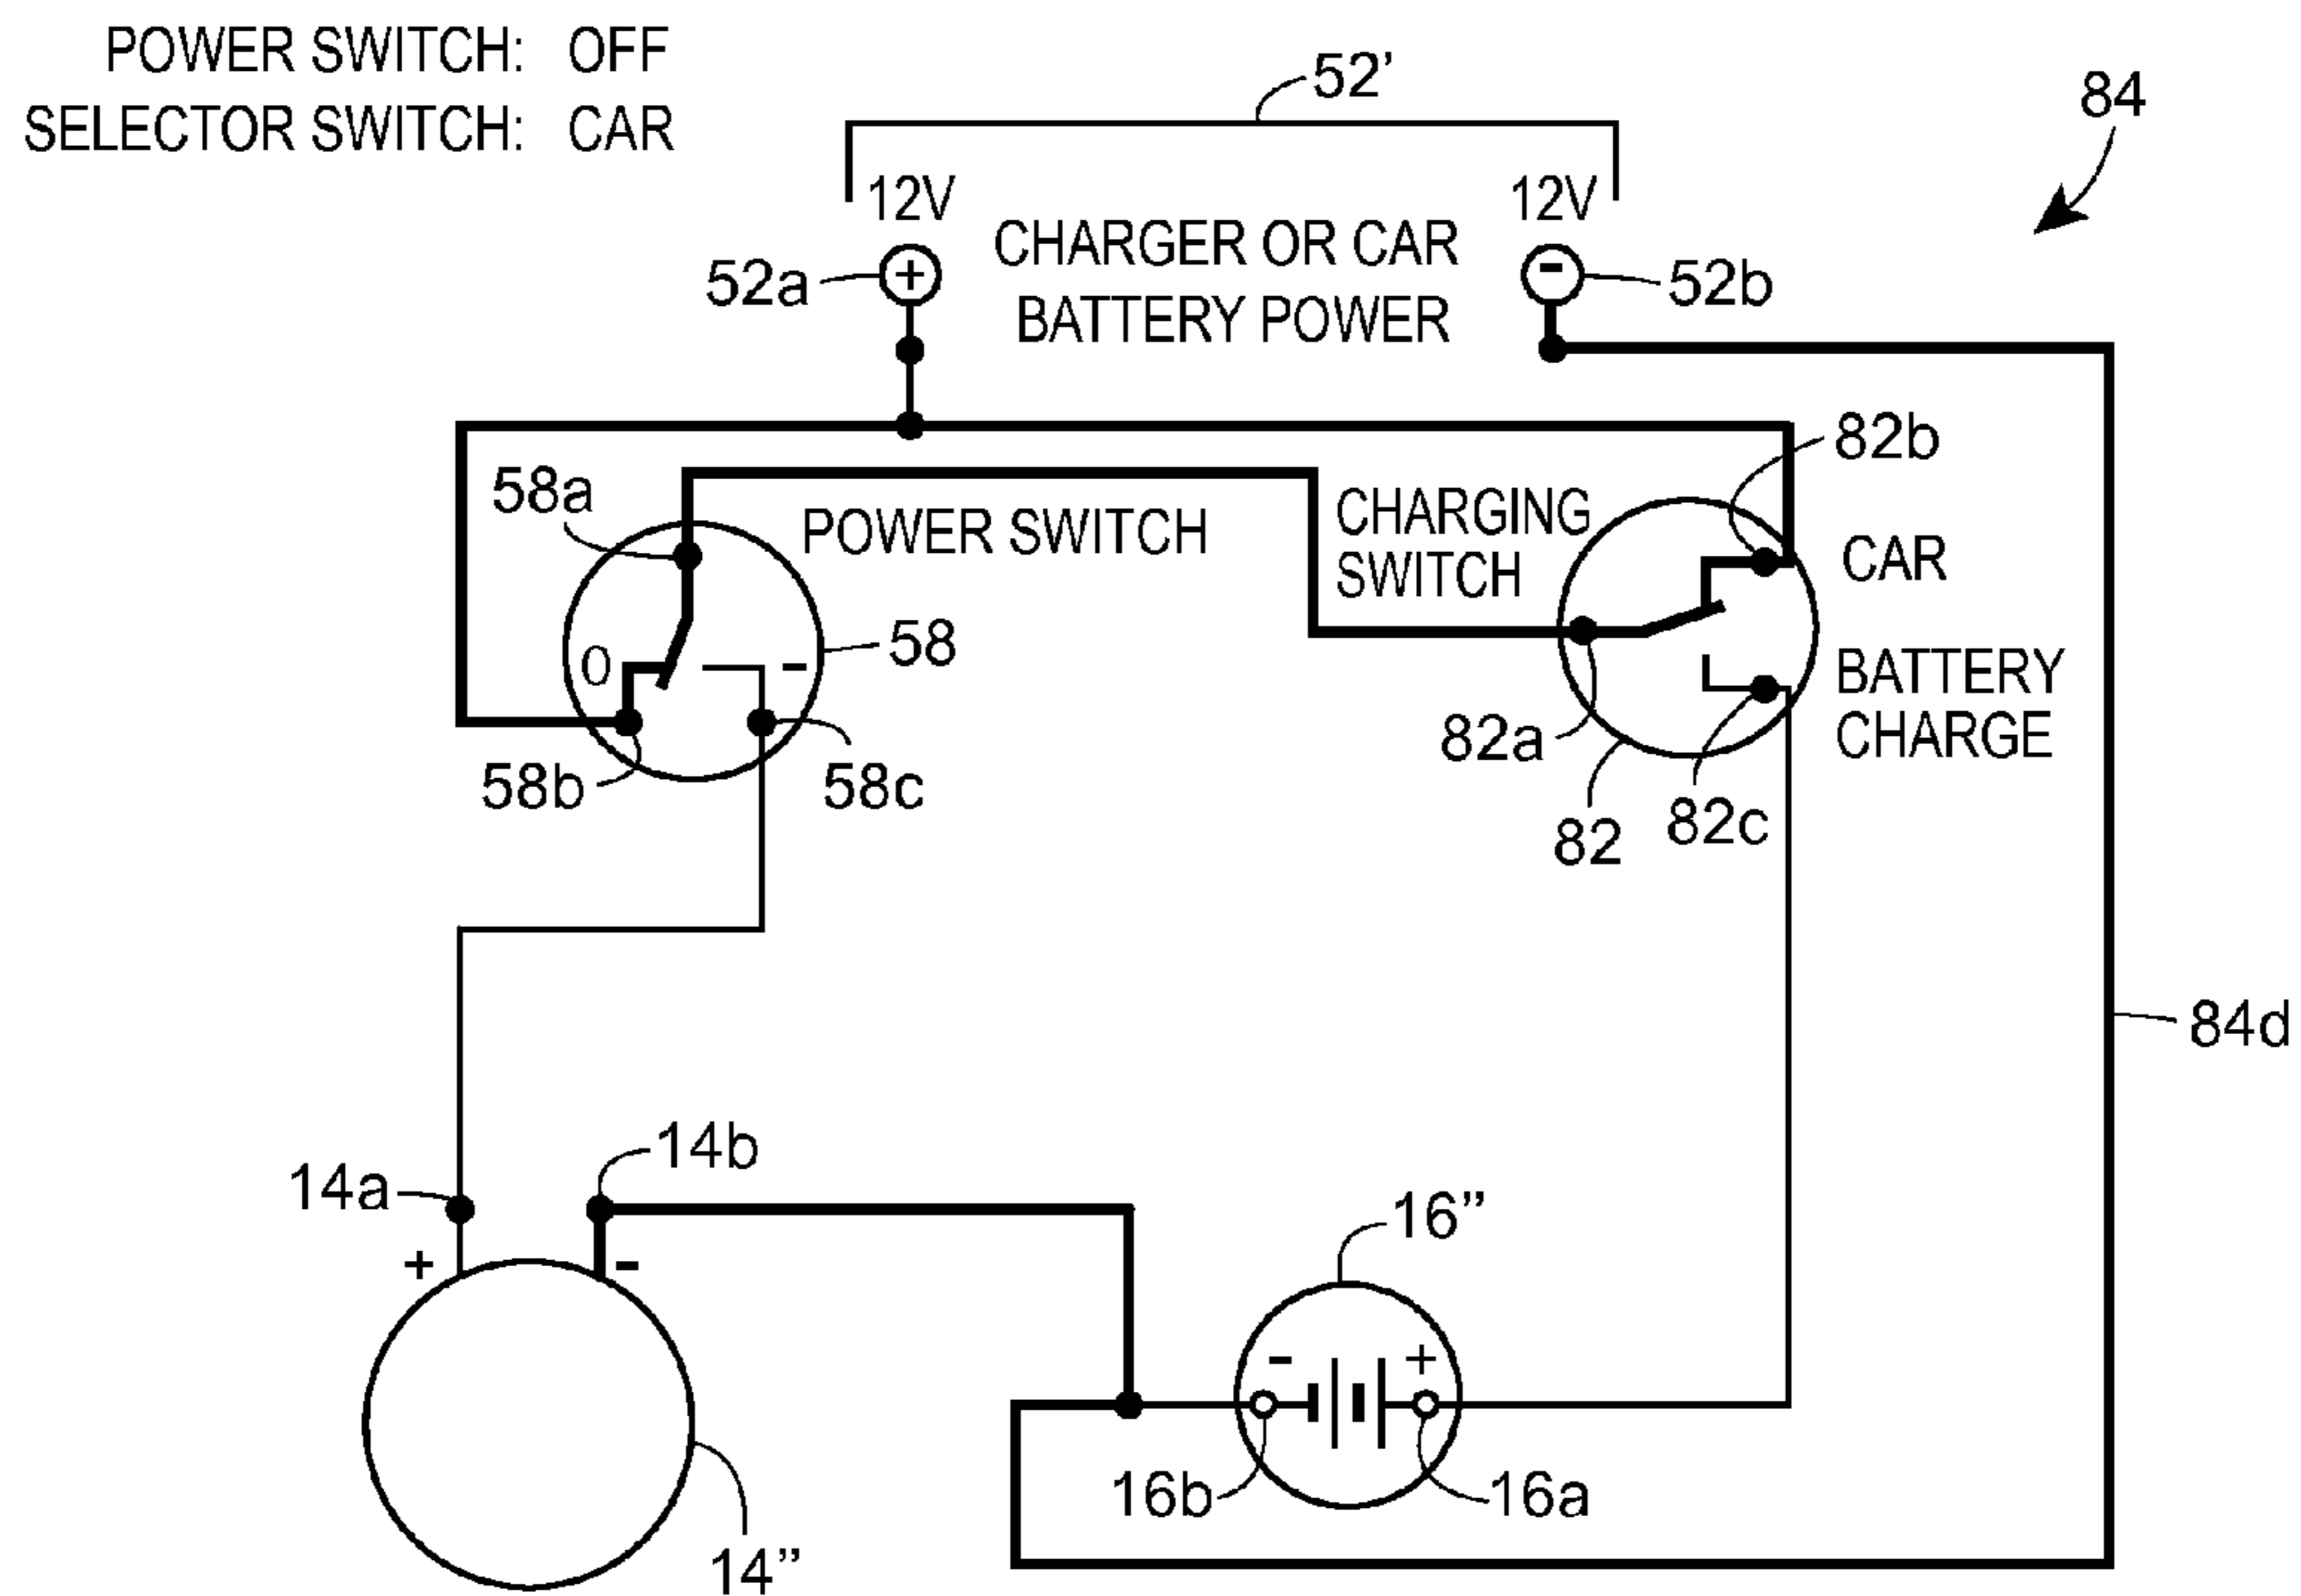 POWER SWITCH: OFF
SELECTOR SWITCH: CAR
52’
84
12V
12V
CHARGER OR CAR
BATTERY POWER
52a
+
-
52b
82b
58a
POWER SWITCH
CHARGING
SWITCH
CAR
0
-
58
BATTERY
CHARGE
82a
58b
58c
82
82c
84d
14a
14b
+
-
16”
-
+
16b
16a
14”